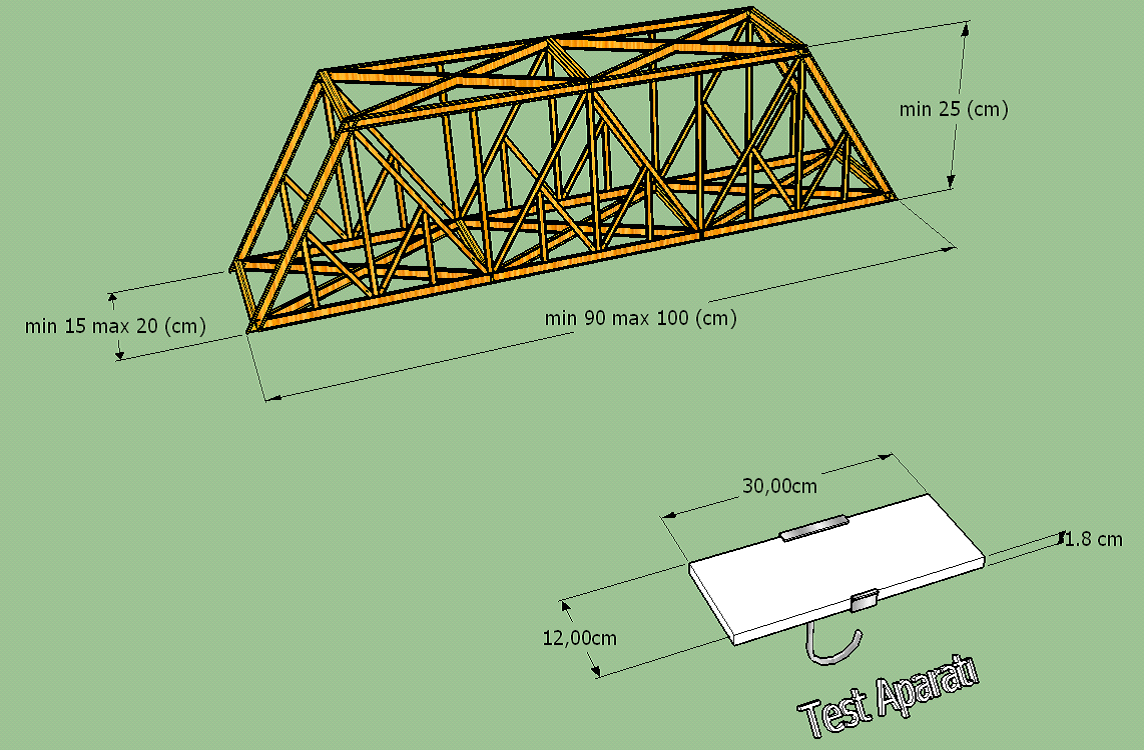 min 25 (cm)
min 15 max 20 (cm)
min 90 max 100 (cm)
30,00cm
1.8 cm
12,00cm
Test Aparatı